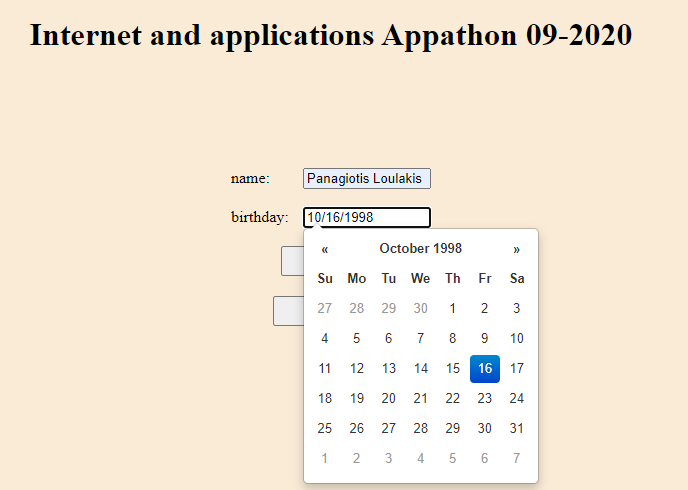 Internet and applications Appathon 09-2020
name: Panagiotis Loulakis
birthday: 10/16/1998
« October 1998 »
Su Mo Tu We Th Fr Sa
27 28 29 30 1 2 3
4 5 6 7 8 9 10
11 12 13 14 15 16 17
18 19 20 21 22 23 24
25 26 27 28 29 30 31
1 2 3 4 5 6 7